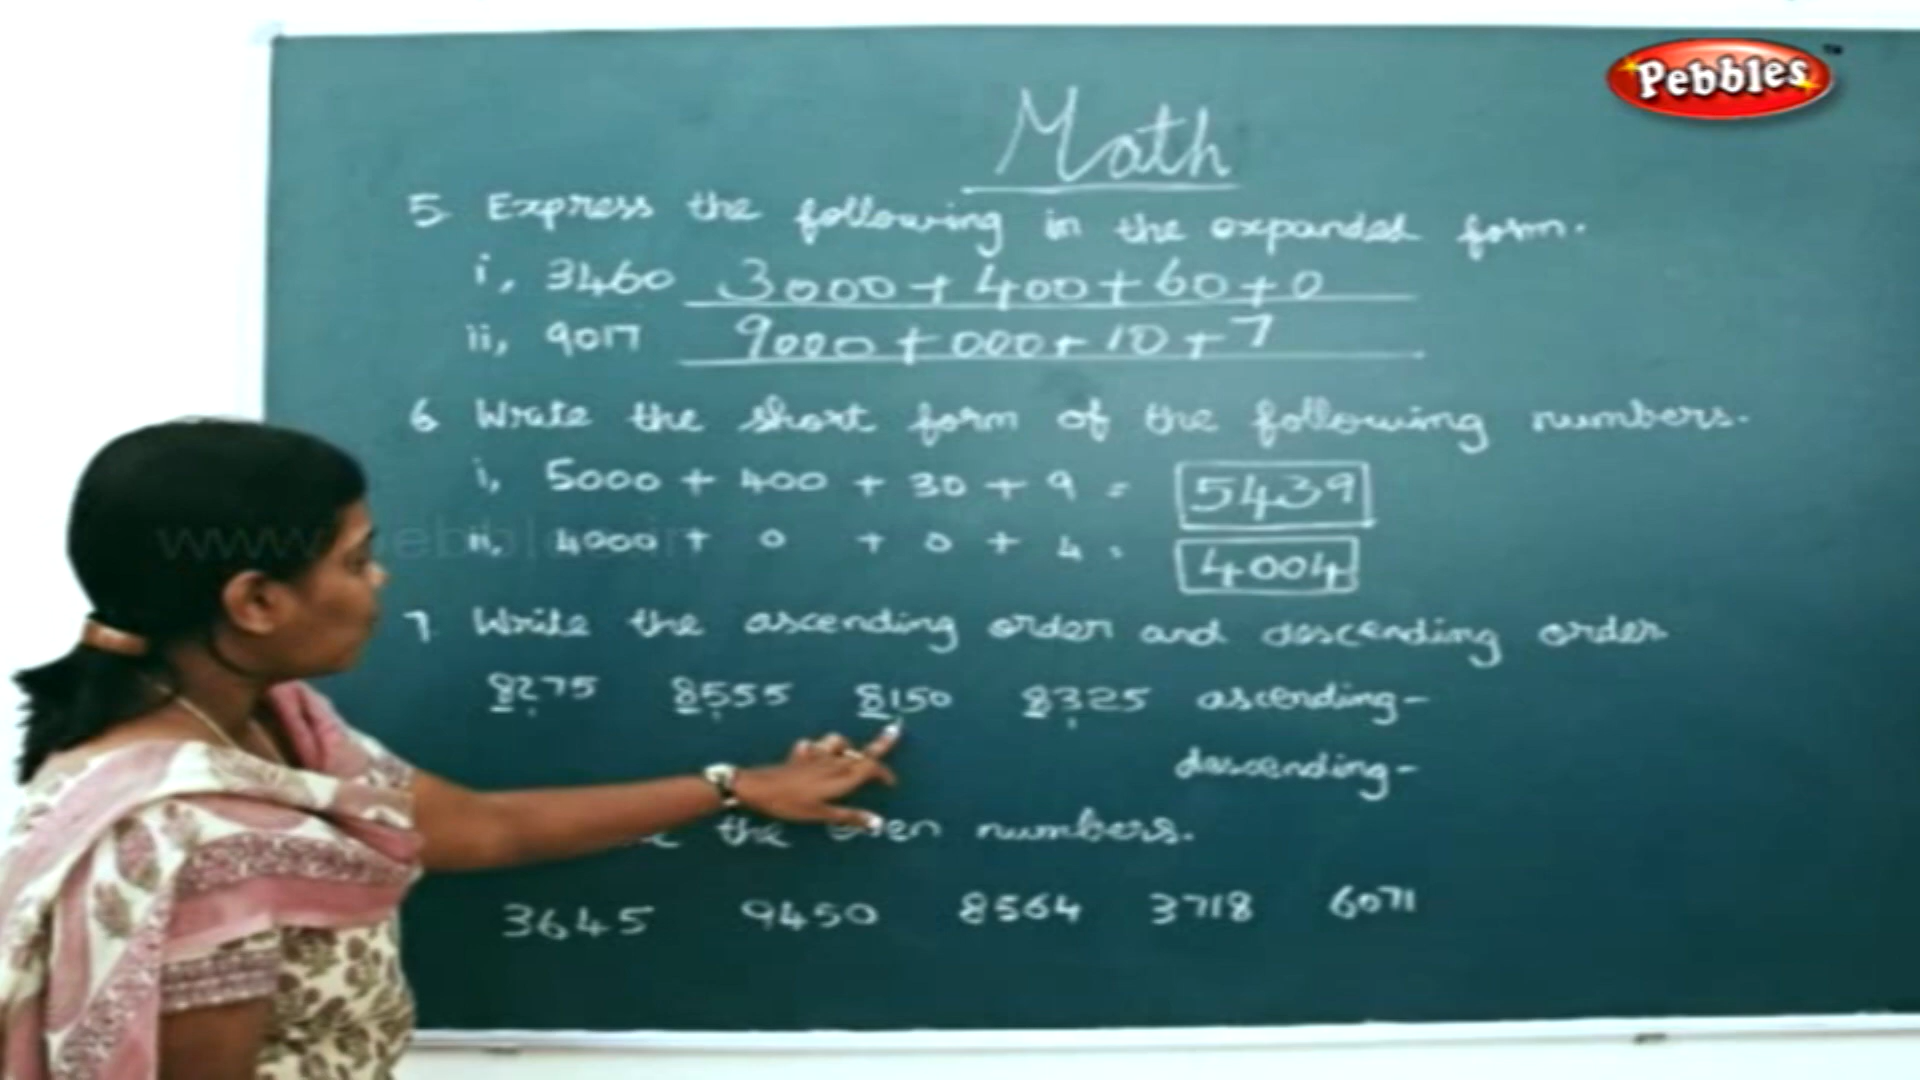 Pebbles™
Math
5. Express the following in the expanded form.
i, 3460 3000 + 400 + 60 + 0
ii, 9017 9000 + 000 + 10 + 7
6 Write the short form of the following numbers.
i, 5000 + 400 + 30 + 9 = 5439
ii, 4000 + 0 + 0 + 4 = 4004
7. Write the ascending order and descending order
8275 8555 8150 8325 ascending-
descending-
the numbers.
3645 9450 8564 3718 6071